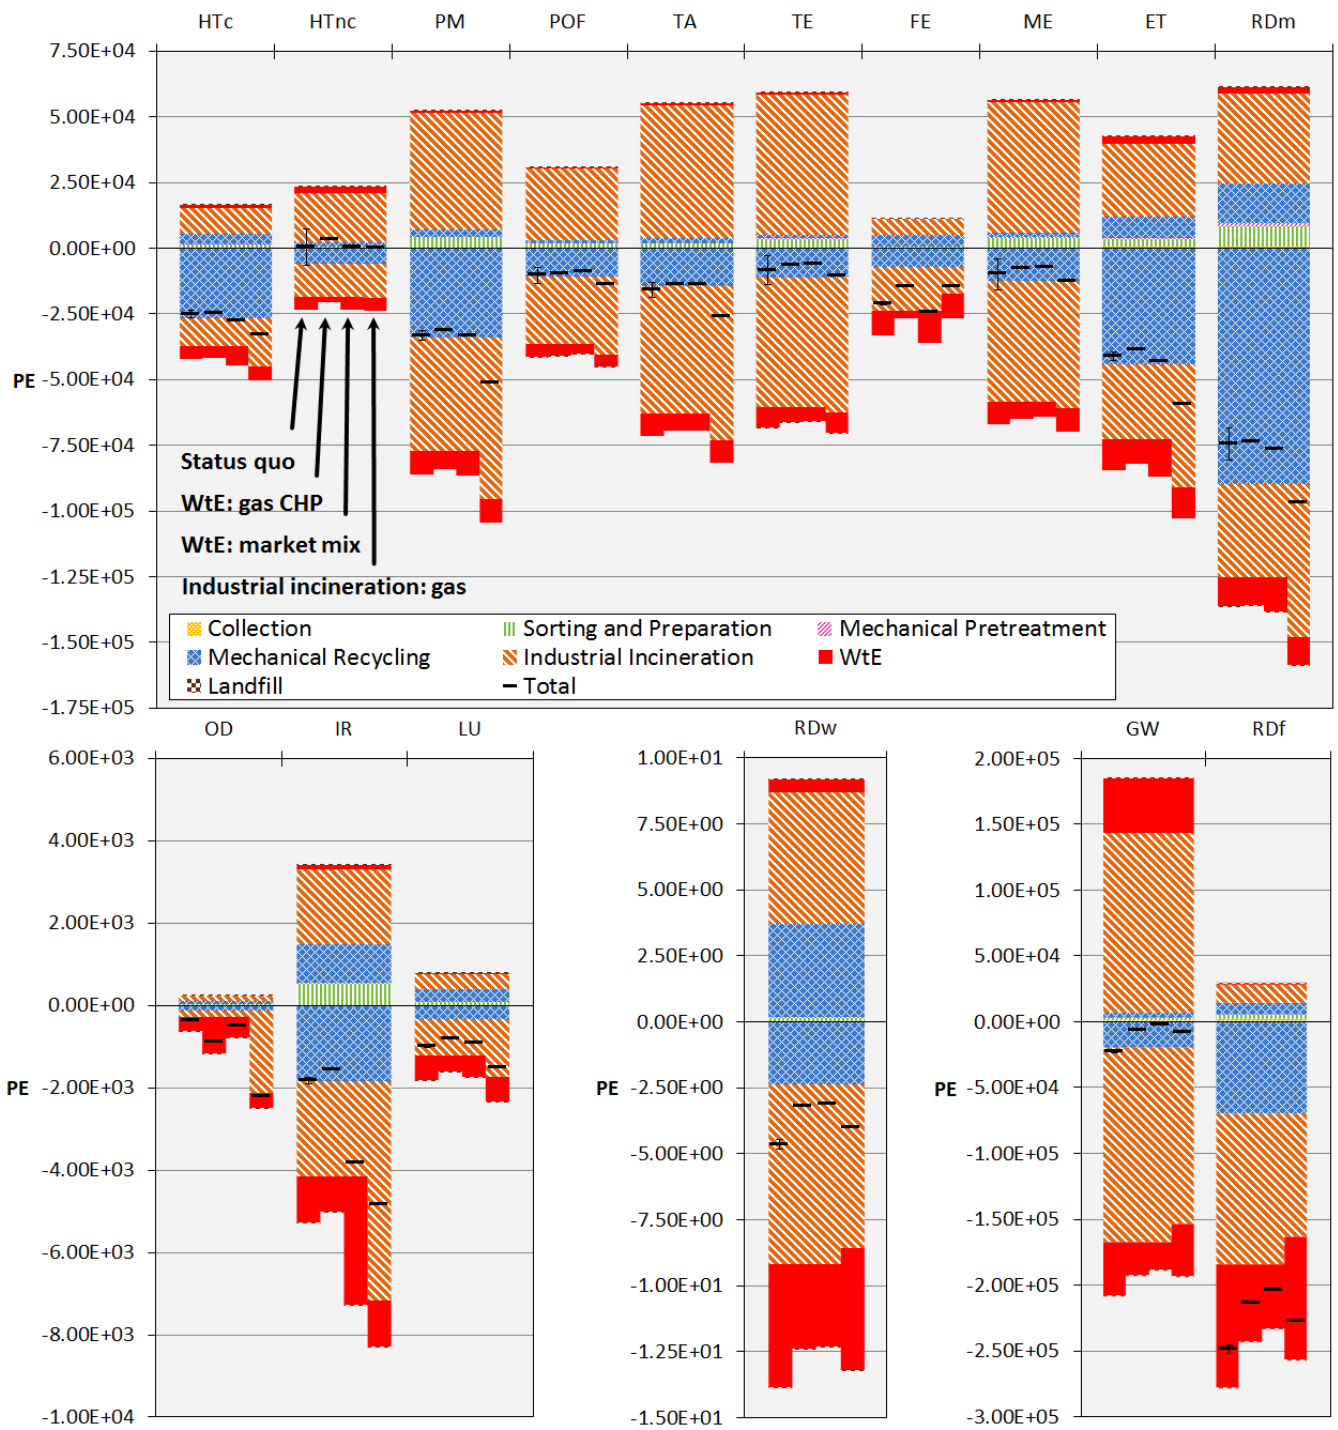 HTc HTnc PM POF TA TE FE ME ET RDm
7.50E+04
5.00E+04
2.50E+04
0.00E+00
-2.50E+04
PE
-5.00E+04
-7.50E+04
-1.00E+05
-1.25E+05
-1.50E+05
-1.75E+05
Status quo
WtE: gas CHP
WtE: market mix
Industrial incineration: gas
Collection Sorting and Preparation Mechanical Pretreatment
Mechanical Recycling Industrial Incineration WtE
Landfill Total
OD IR LU
6.00E+03
4.00E+03
2.00E+03
0.00E+00
PE
-2.00E+03
-4.00E+03
-6.00E+03
-8.00E+03
-1.00E+04
RDw
1.00E+01
7.50E+00
5.00E+00
2.50E+00
0.00E+00
PE
-2.50E+00
-5.00E+00
-7.50E+00
-1.00E+01
-1.25E+01
-1.50E+01
GW RDf
2.00E+05
1.50E+05
1.00E+05
5.00E+04
0.00E+00
PE
-5.00E+04
-1.00E+05
-1.50E+05
-2.00E+05
-2.50E+05
-3.00E+05